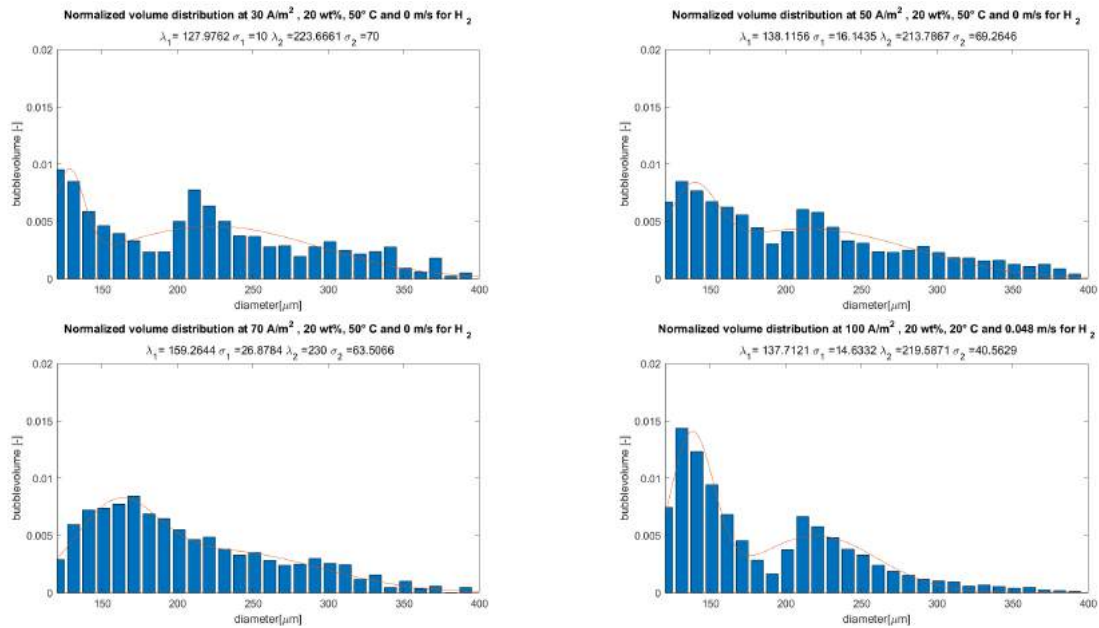 Normalized volume distribution at 30 A/m² , 20 wt%, 50° C and 0 m/s for H₂
λ₁= 127.9762 σ₁=10 λ₂=223.6661 σ₂=70
0.02
0.015
0.01
0.005
0
bubblevolume [-]
150 200 250 300 350 400
diameter[μm]
Normalized volume distribution at 50 A/m² , 20 wt%, 50° C and 0 m/s for H₂
λ₁= 138.1156 σ₁=16.1435 λ₂=213.7867 σ₂=69.2646
0.02
0.015
0.01
0.005
0
bubblevolume [-]
150 200 250 300 350 400
diameter[μm]
Normalized volume distribution at 70 A/m² , 20 wt%, 50° C and 0 m/s for H₂
λ₁= 159.2644 σ₁=26.8784 λ₂=230 σ₂=63.5066
0.02
0.015
0.01
0.005
0
bubblevolume [-]
150 200 250 300 350 400
diameter[μm]
Normalized volume distribution at 100 A/m² , 20 wt%, 20° C and 0.048 m/s for H₂
λ₁= 137.7121 σ₁=14.6332 λ₂=219.5871 σ₂=40.5629
0.02
0.015
0.01
0.005
0
bubblevolume [-]
150 200 250 300 350 400
diameter[μm]